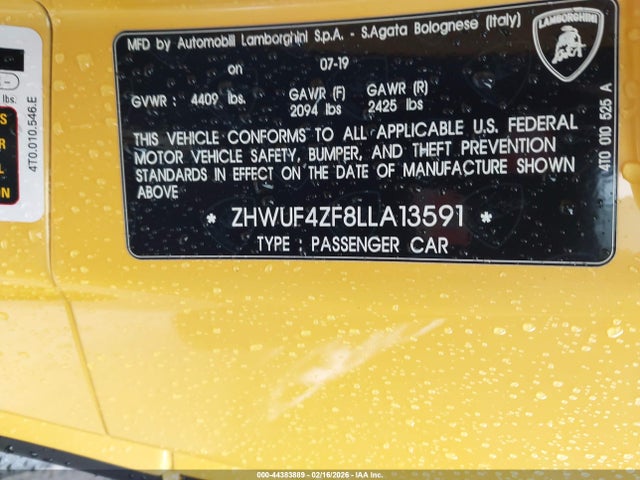 MFD by Automobili Lamborghini S.p.A. - S.Agata Bolognese (Italy)
on 07-19
GVWR : 4409 lbs. GAWR (F) 2094 lbs GAWR (R) 2425 lbs
THIS VEHICLE CONFORMS TO ALL APPLICABLE U.S. FEDERAL
MOTOR VEHICLE SAFETY, BUMPER, AND THEFT PREVENTION
STANDARDS IN EFFECT ON THE DATE OF MANUFACTURE SHOWN
ABOVE
* ZHWUF4ZF8LLA13591 *
TYPE : PASSENGER CAR
LAMBORGHINI
4T0 010 525 A
lbs.
4T0.010.546.E
000-44383889 - 02/16/2026 - IAA Inc.